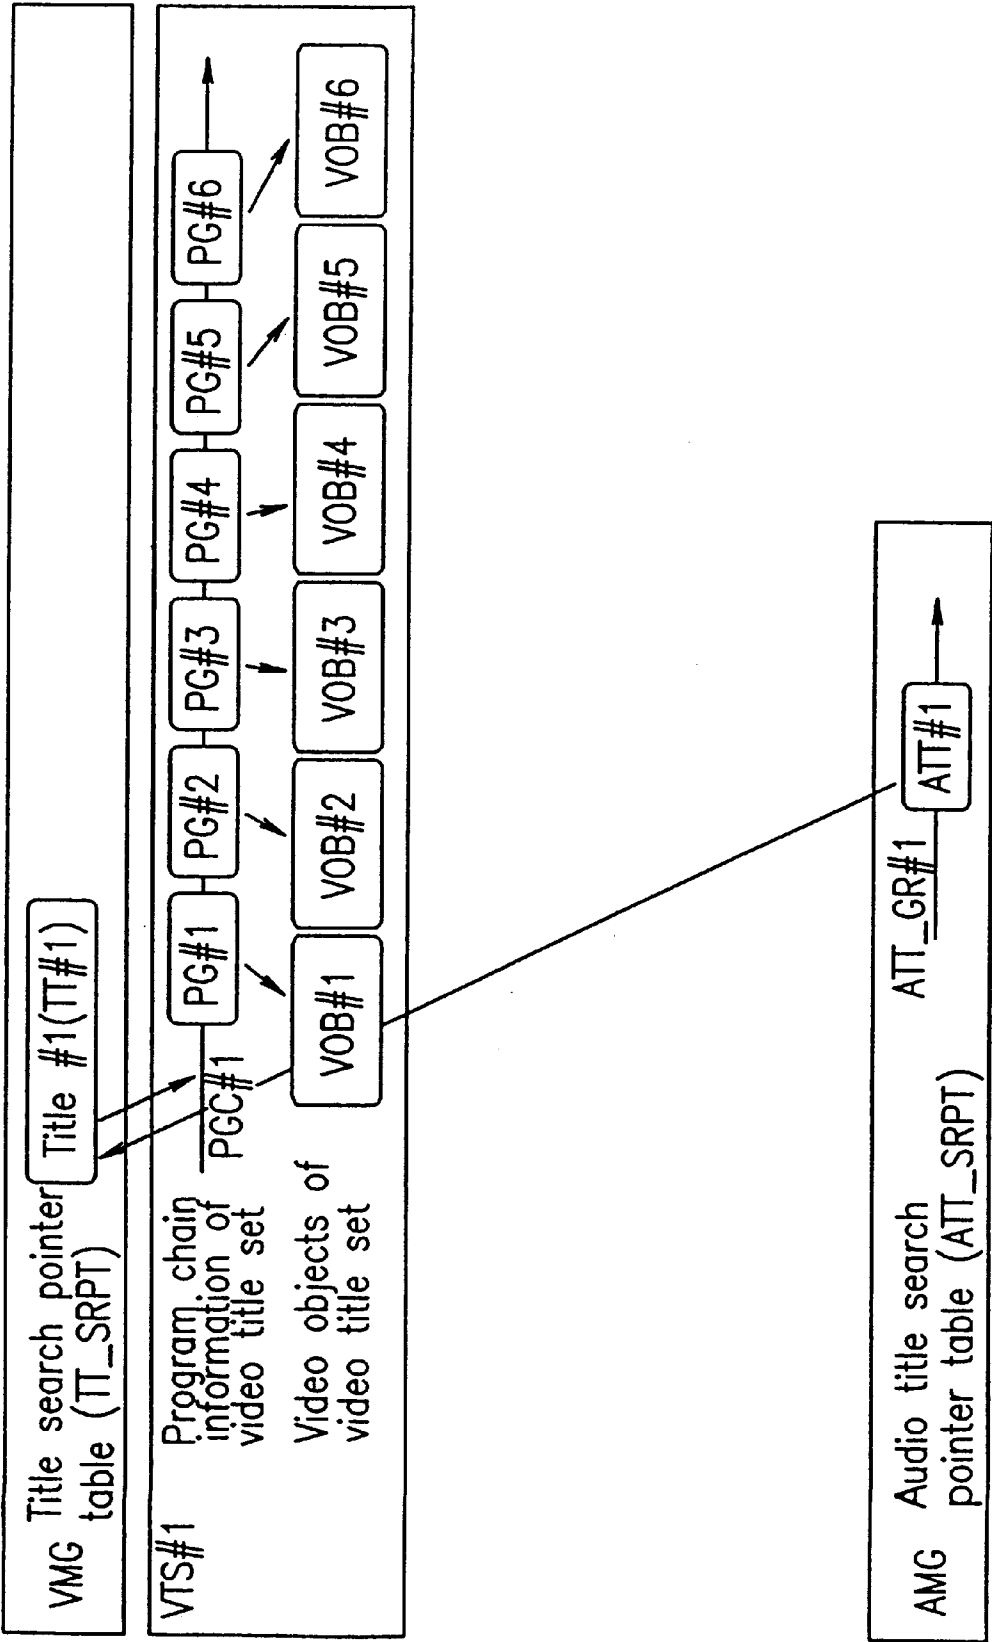 VMG
Title search pointer
table (TT_SRPT)
Title #1(TT#1)
VTS#1
Program chain
information of
video title set
PGC#1
PG#1
PG#2
PG#3
PG#4
PG#5
PG#6
Video objects of
video title set
VOB#1
VOB#2
VOB#3
VOB#4
VOB#5
VOB#6
AMG
Audio title search
pointer table (ATT_SRPT)
ATT_GR#1
ATT#1